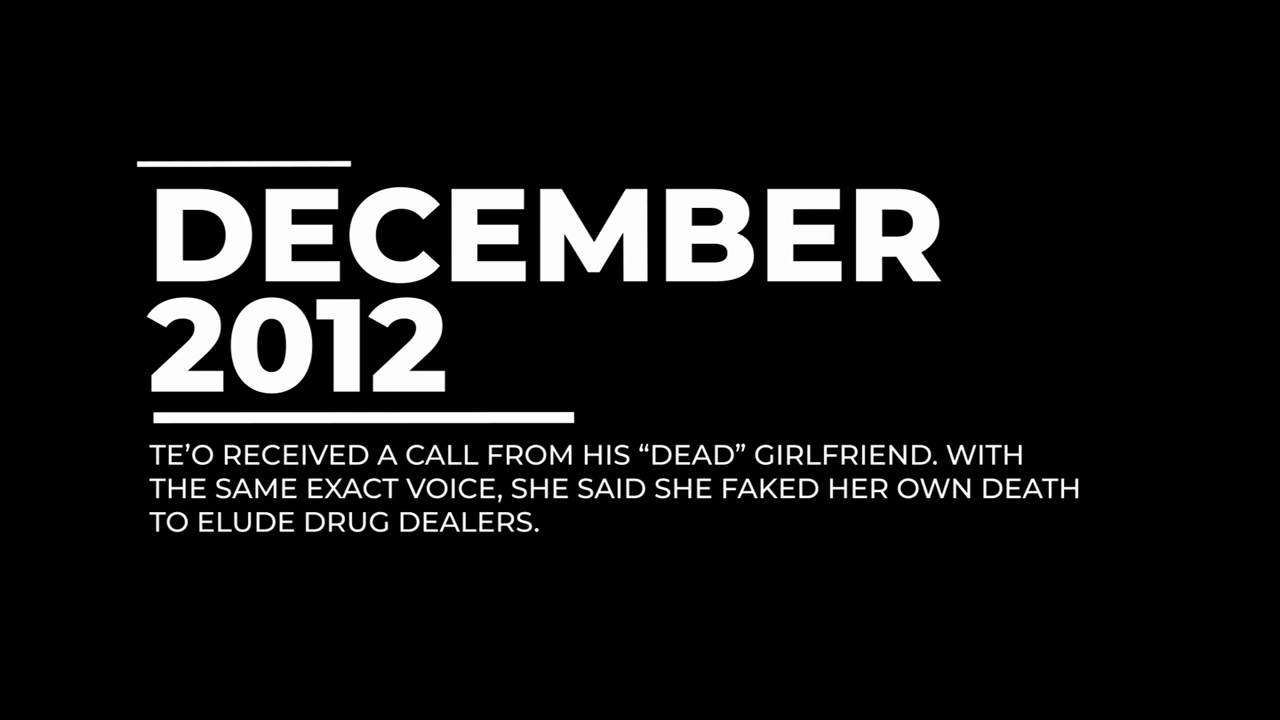 DECEMBER
2012
TE’O RECEIVED A CALL FROM HIS “DEAD” GIRLFRIEND. WITH
THE SAME EXACT VOICE, SHE SAID SHE FAKED HER OWN DEATH
TO ELUDE DRUG DEALERS.